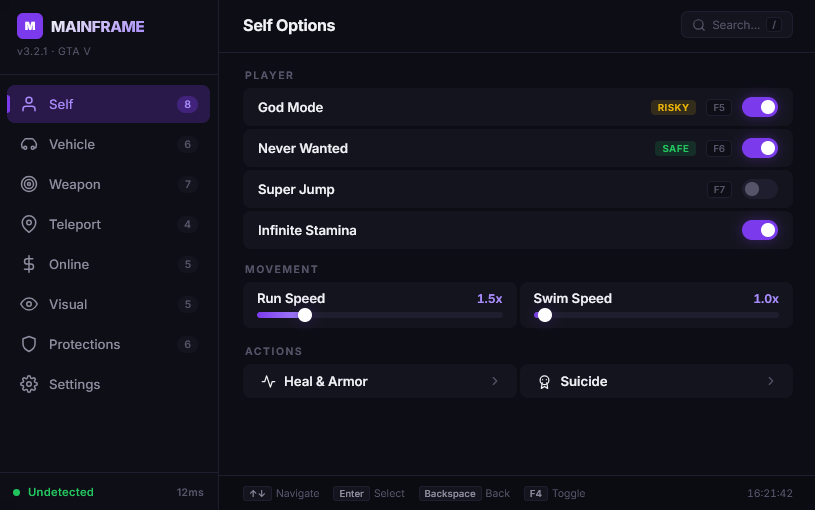 M MAINFRAME
v3.2.1 · GTA V
Self 8
Vehicle 6
Weapon 7
Teleport 4
Online 5
Visual 5
Protections 6
Settings
Undetected 12ms
Self Options
Search... /
PLAYER
God Mode RISKY F5
Never Wanted SAFE F6
Super Jump F7
Infinite Stamina
MOVEMENT
Run Speed 1.5x
Swim Speed 1.0x
ACTIONS
Heal & Armor
Suicide
↑↓ Navigate Enter Select Backspace Back F4 Toggle 16:21:42